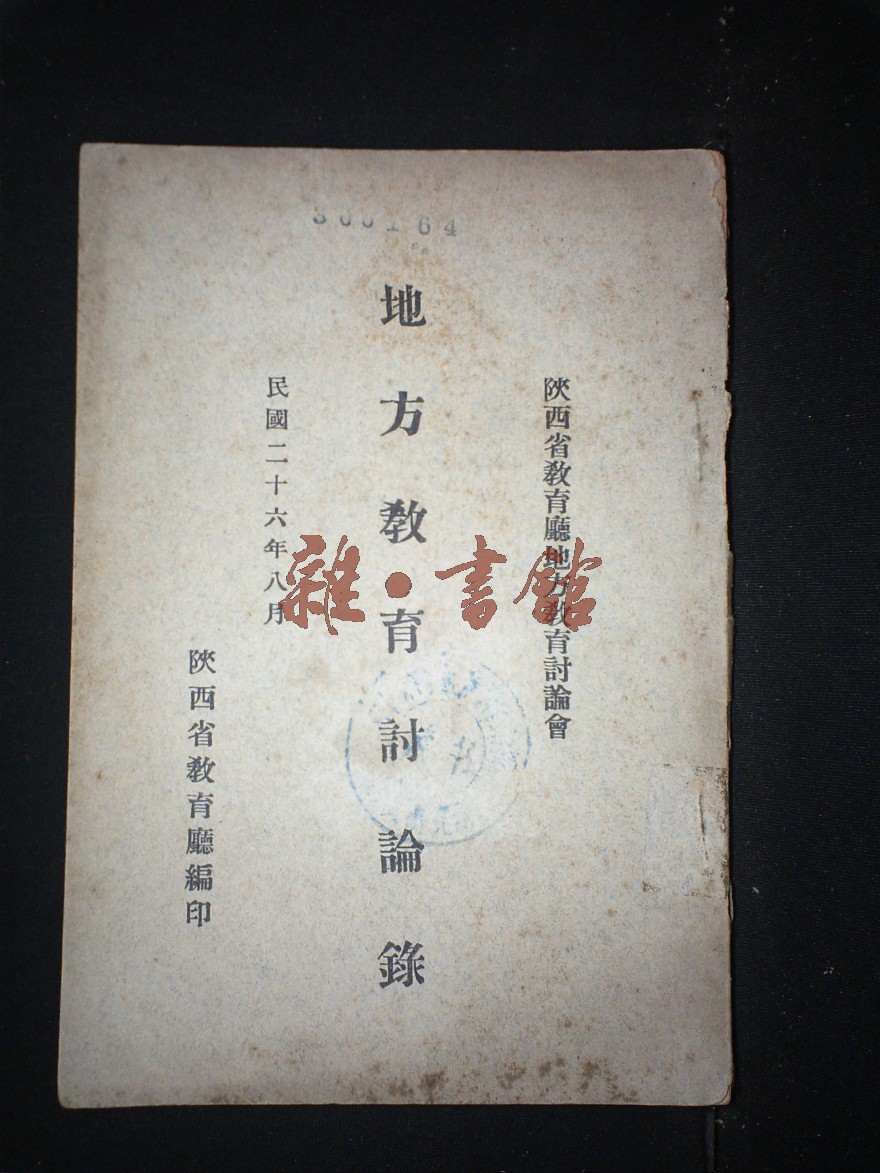 陝西省教育廳地方教育討論會
地方教育討論錄
民國二十六年八月
陝西省教育廳編印
雜·書館